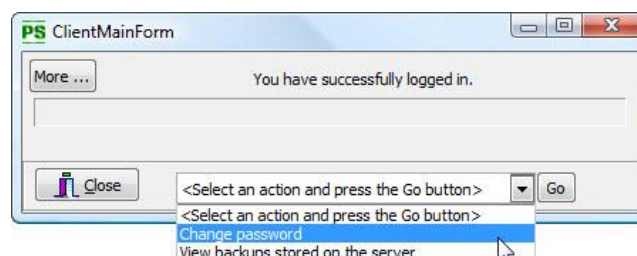 PS ClientMainForm
More ...
You have successfully logged in.
Close
<Select an action and press the Go button>
Go
<Select an action and press the Go button>
Change password
View backups stored on the server